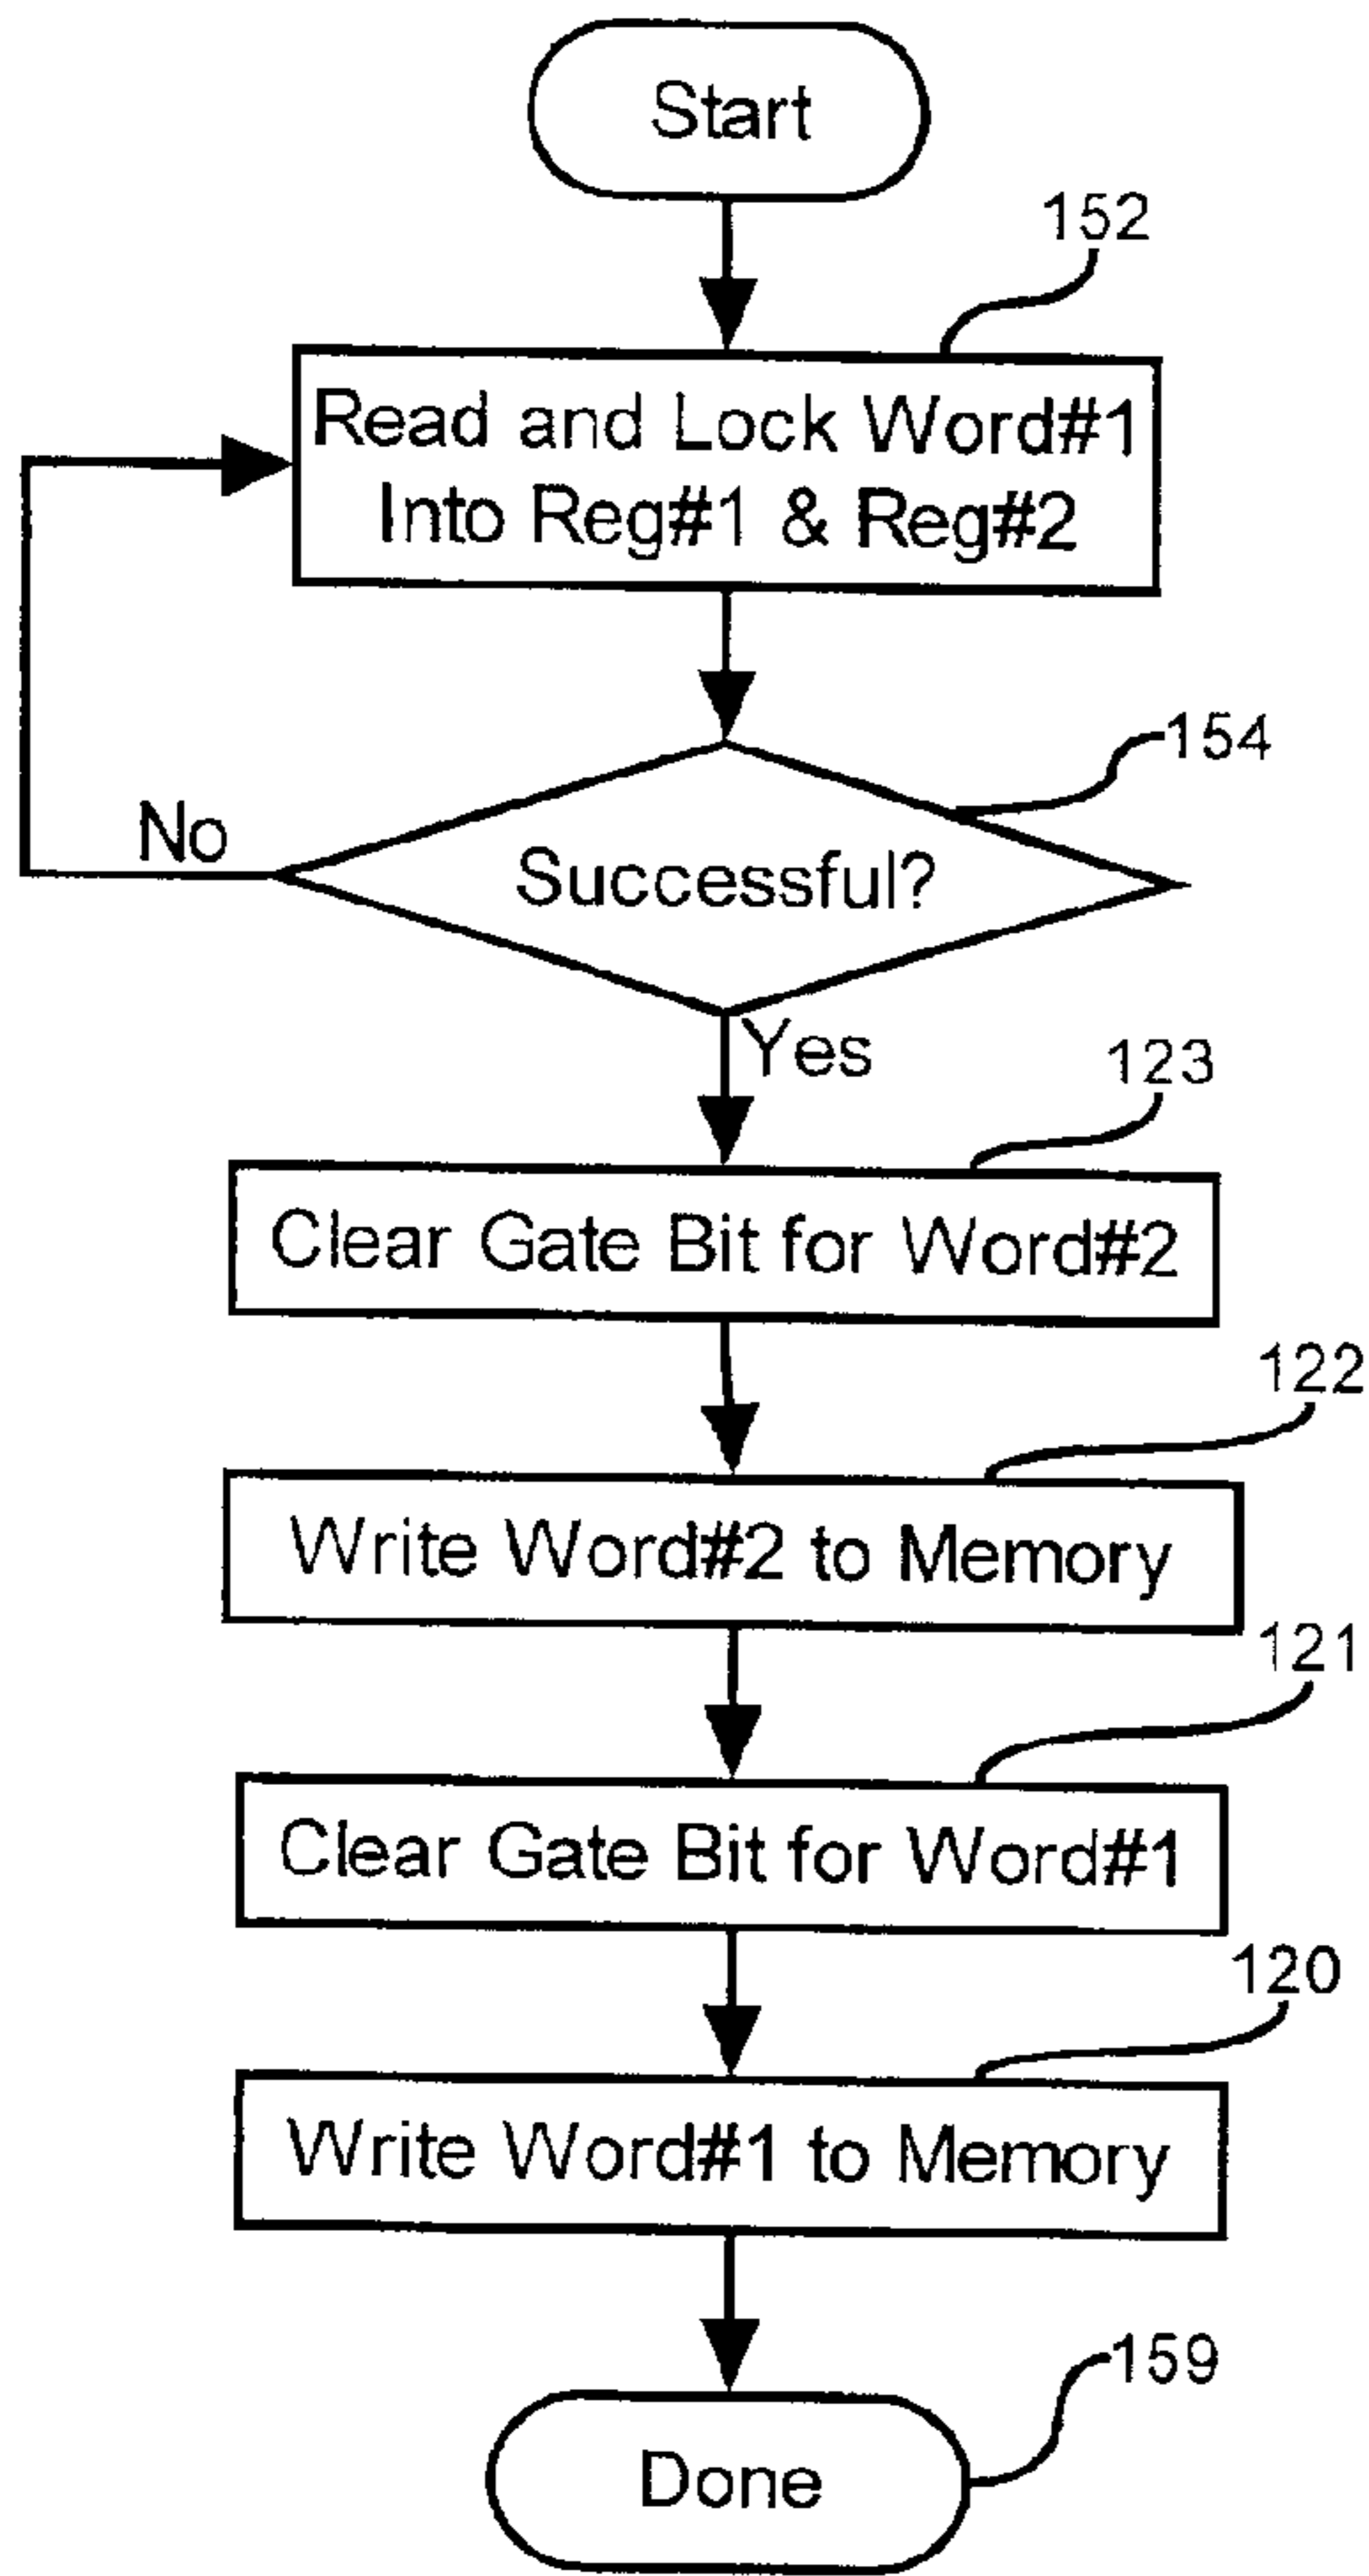 Start
152
Read and Lock Word#1
Into Reg#1 & Reg#2
154
No
Successful?
Yes
123
Clear Gate Bit for Word#2
122
Write Word#2 to Memory
121
Clear Gate Bit for Word#1
120
Write Word#1 to Memory
159
Done